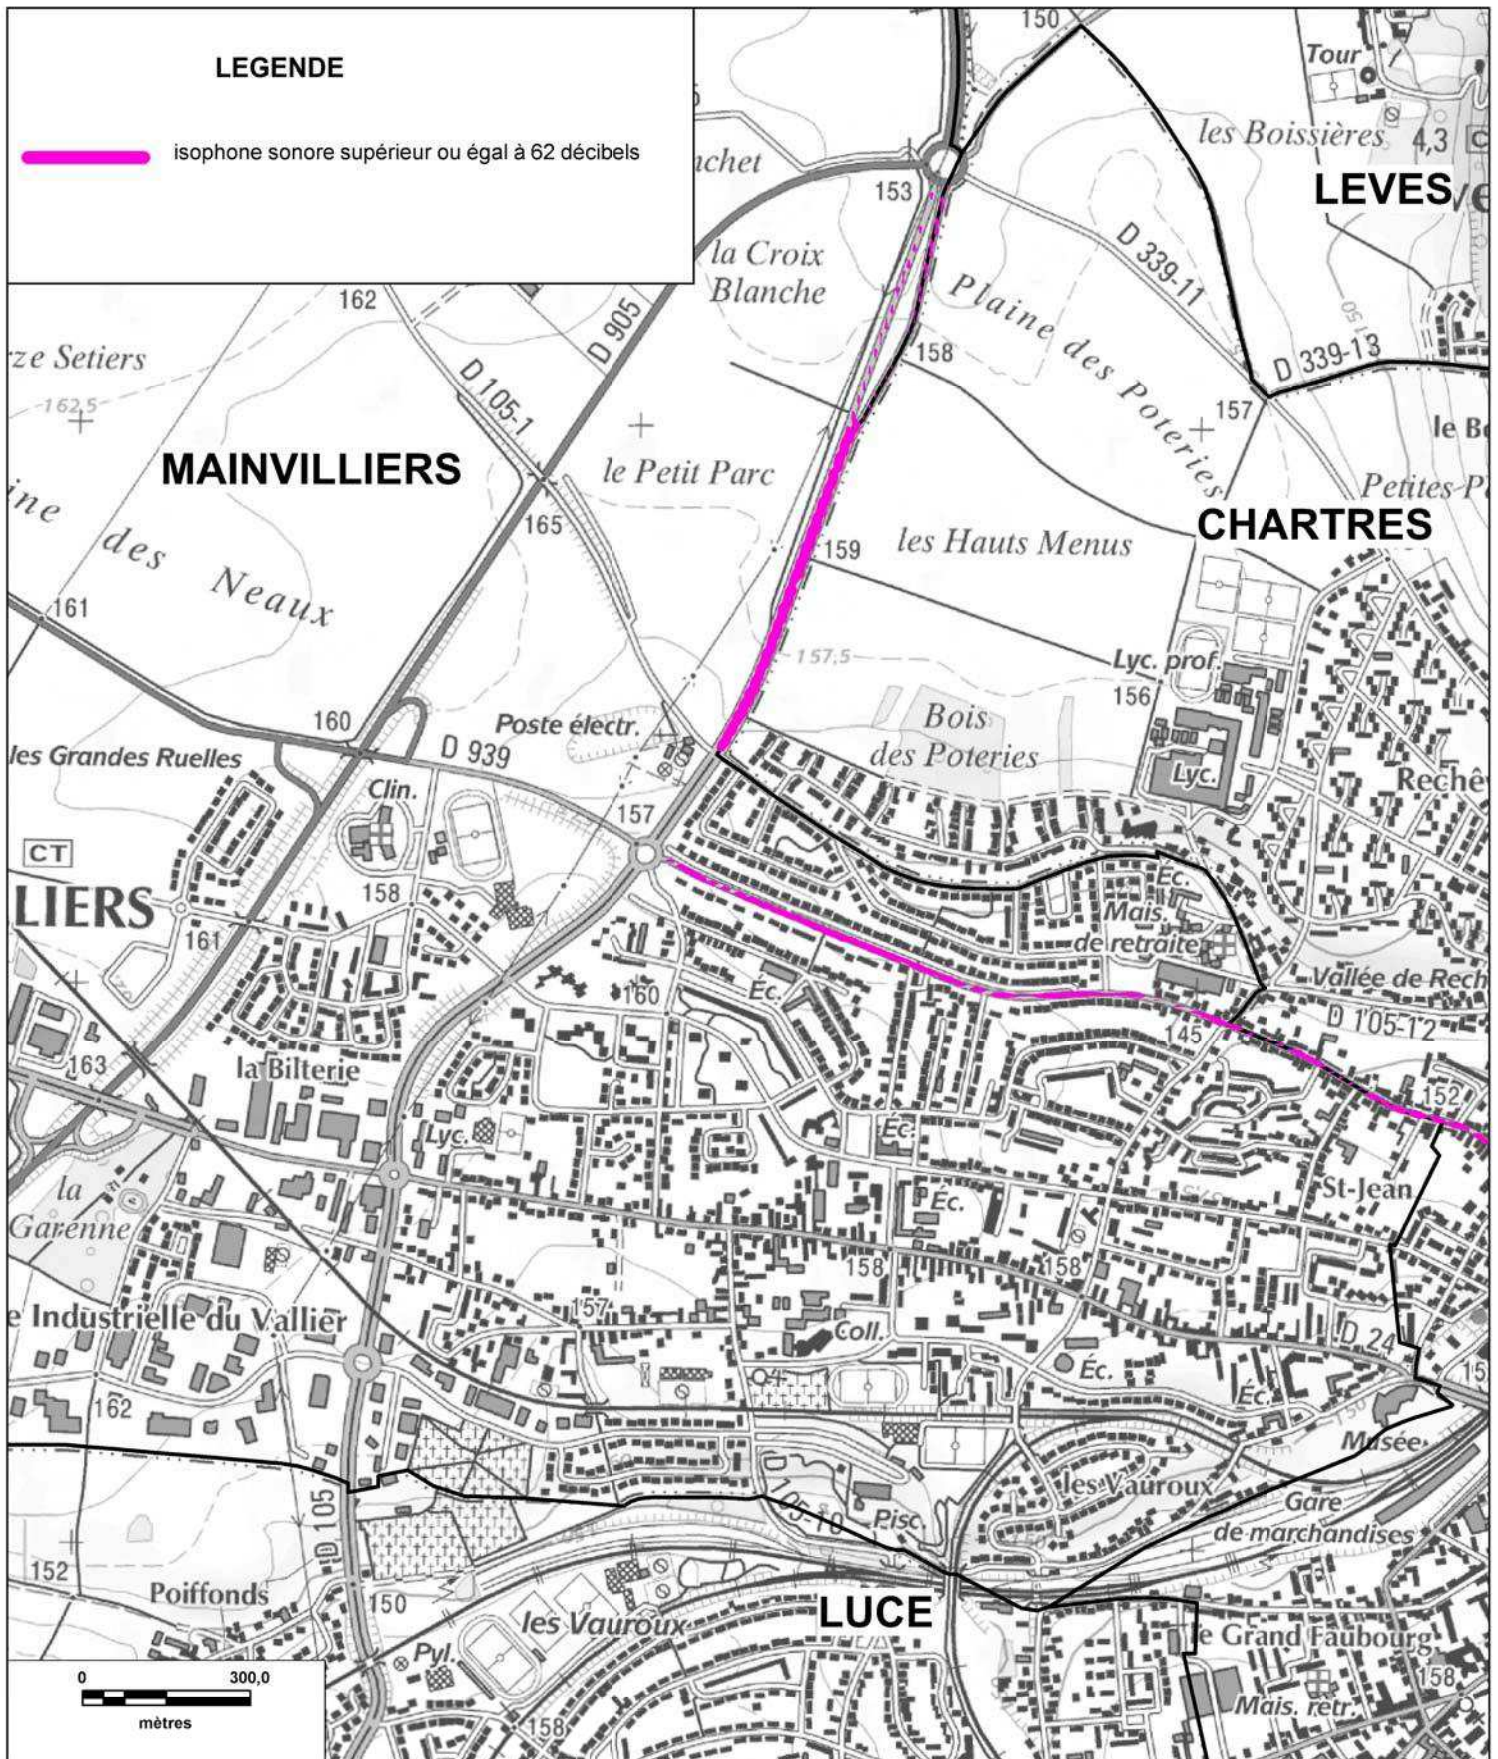 LEGENDE
isophone sonore supérieur ou égal à 62 décibels
150
Tour
les Boissières
4,3
LEVES
153
la Croix
Blanche
D 339-11
Plaine des Poteries
162
D 905
158
D 339-13
150
157
D 105-1
162,5
MAINVILLIERS
le Petit Parc
165
CHARTRES
159
les Hauts Menus
des Neaux
161
157,5
Lyc. prof.
156
Bois
des Poteries
160
Poste électr.
D 939
les Grandes Ruelles
Clin.
Lyc.
157
CT
LIERS
158
161
Éc.
Mais.
de retraite
160
Éc.
145
D 105-12
163
la Bilterie
152
Lyc.
Éc.
la
Garenne
Éc.
St-Jean
158
158
157
Industrielle du Vallier
Coll.
D 24
Éc.
Éc.
162
150
Musée
les Vauroux
D 105-10
Pisc.
Gare
de marchandises
D 105
152
Poiffonds
150
les Vauroux
LUCE
le Grand Faubourg
Pyl.
158
Mais. retr.
158
0 300,0
mètres